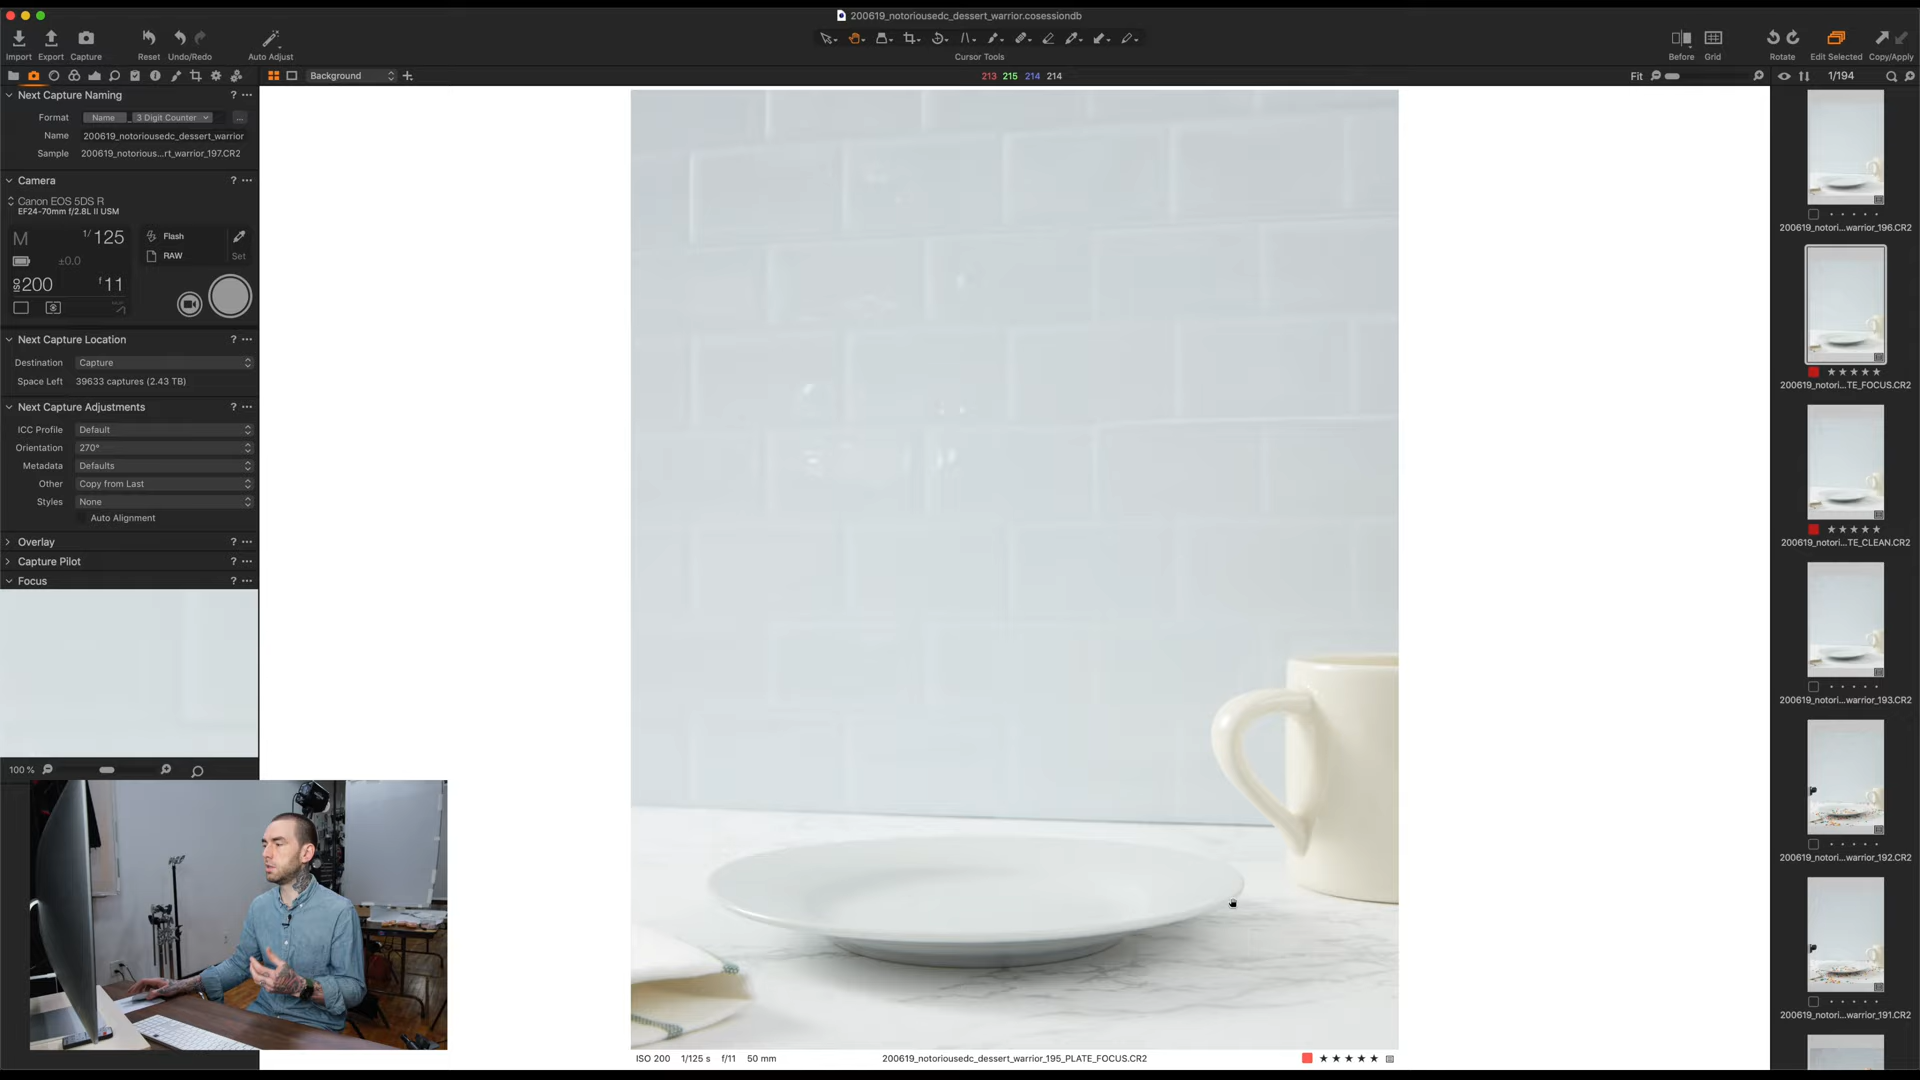 200619_notoriousedc_dessert_warrior.cosessiondb
Import Export Capture Reset Undo/Redo Auto Adjust Cursor Tools Before Grid Rotate Edit Selected Copy/Apply
Background 213 215 214 214 Fit 1/194
Next Capture Naming ? ...
Format Name _ 3 Digit Counter ...
Name 200619_notoriousedc_dessert_warrior
Sample 200619_notorious...rt_warrior_197.CR2
Camera ? ...
Canon EOS 5DS R
EF24-70mm f/2.8L II USM
M 1/125 Flash
±0.0 RAW Set
ISO 200 f 11
Next Capture Location ? ...
Destination Capture
Space Left 39633 captures (2.43 TB)
Next Capture Adjustments ? ...
ICC Profile Default
Orientation 270°
Metadata Defaults
Other Copy from Last
Styles None
Auto Alignment
Overlay ? ...
Capture Pilot ? ...
Focus ? ...
100 %
ISO 200 1/125 s f/11 50 mm 200619_notoriousedc_dessert_warrior_195_PLATE_FOCUS.CR2
200619_notori...warrior_196.CR2
200619_notori...TE_FOCUS.CR2
200619_notori...TE_CLEAN.CR2
200619_notori...warrior_193.CR2
200619_notori...warrior_192.CR2
200619_notori...warrior_191.CR2